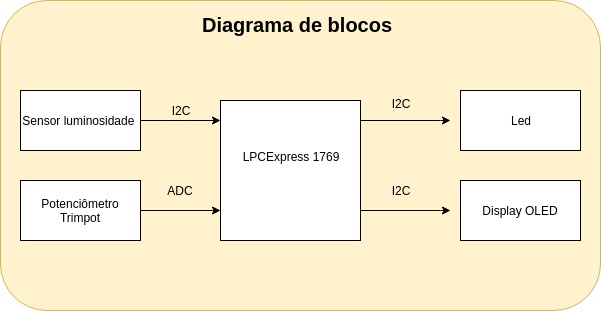 Diagrama de blocos
I2C
I2C
Sensor luminosidade
Led
LPCExpress 1769
ADC
I2C
Potenciômetro
Trimpot
Display OLED